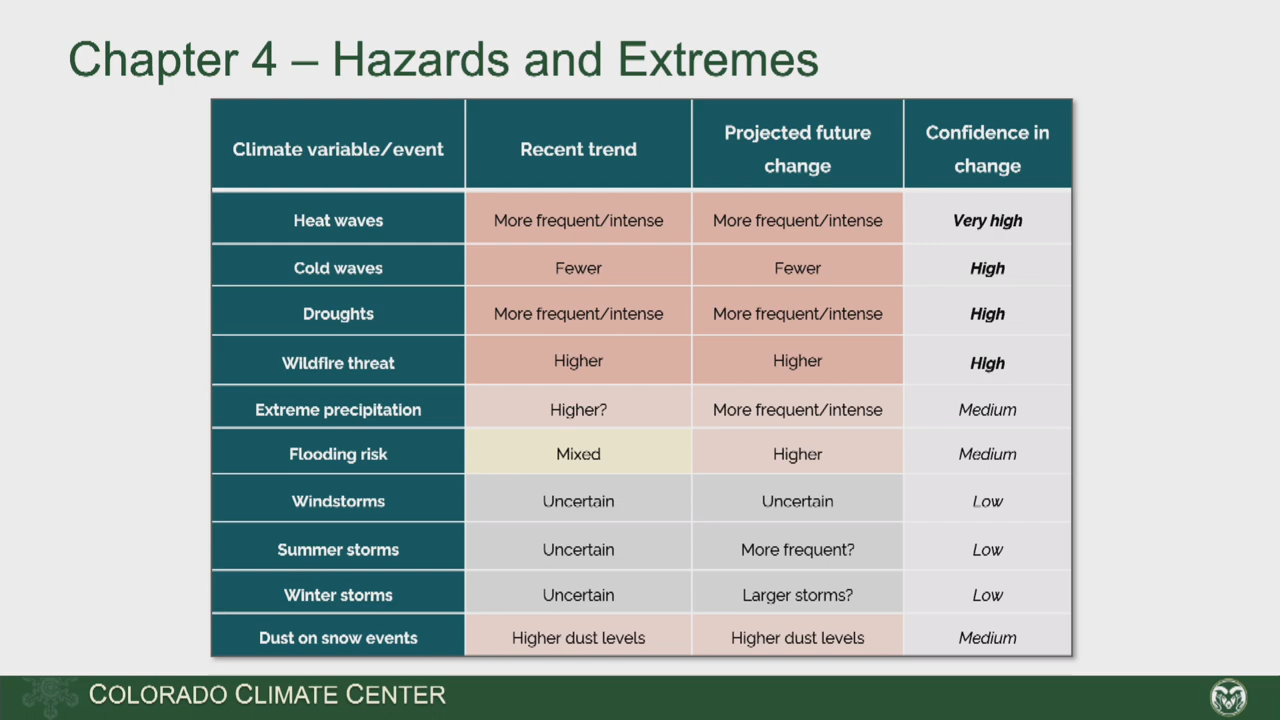 Chapter 4 – Hazards and Extremes
Climate variable/event Recent trend Projected future change Confidence in change
Heat waves More frequent/intense More frequent/intense Very high
Cold waves Fewer Fewer High
Droughts More frequent/intense More frequent/intense High
Wildfire threat Higher Higher High
Extreme precipitation Higher? More frequent/intense Medium
Flooding risk Mixed Higher Medium
Windstorms Uncertain Uncertain Low
Summer storms Uncertain More frequent? Low
Winter storms Uncertain Larger storms? Low
Dust on snow events Higher dust levels Higher dust levels Medium
COLORADO CLIMATE CENTER